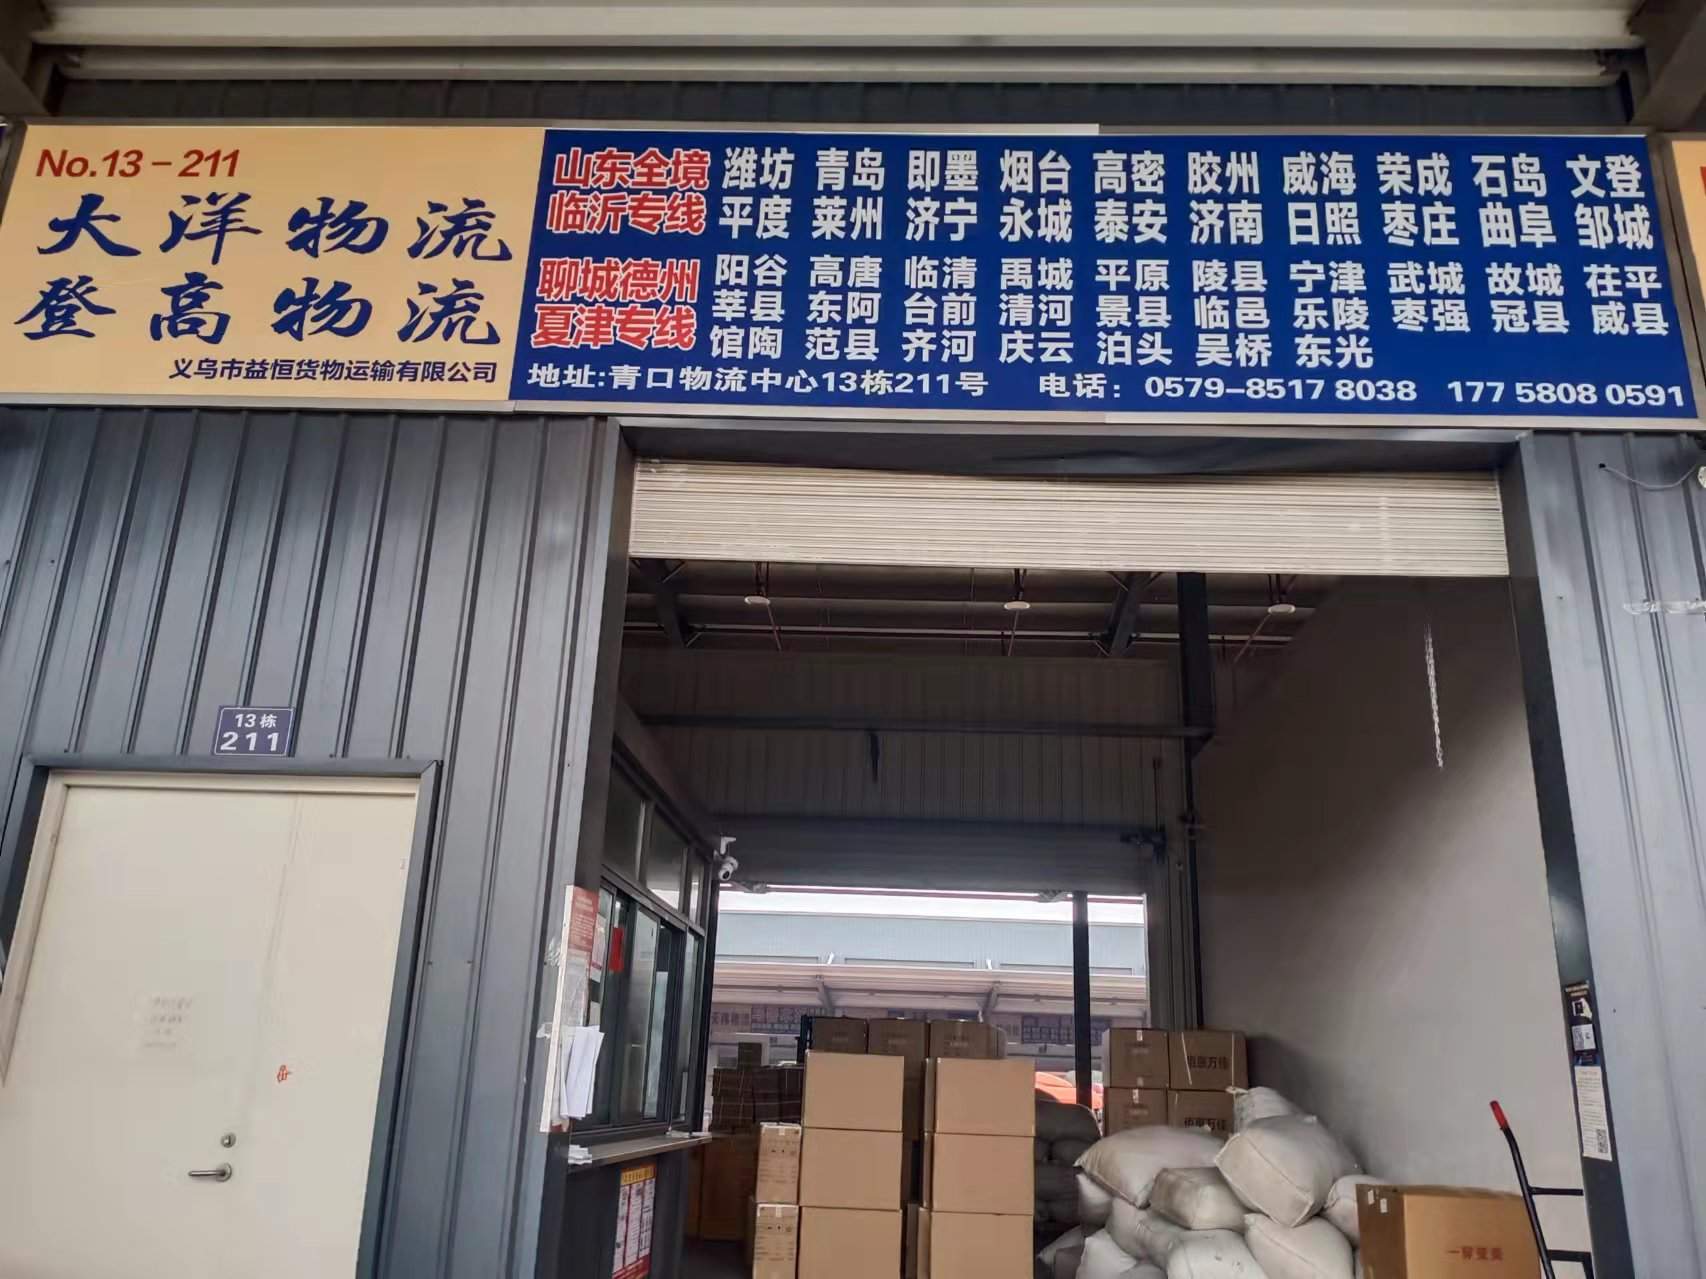 No.13-211
大洋物流
登高物流
义乌市益恒货物运输有限公司
山东全境
临沂专线
潍坊 青岛 即墨 烟台 高密 胶州 威海 荣成 石岛 文登
平度 莱州 济宁 永城 泰安 济南 日照 枣庄 曲阜 邹城
聊城德州
夏津专线
阳谷 高唐 临清 禹城 平原 陵县 宁津 武城 故城 茌平
莘县 东阿 台前 清河 景县 临邑 乐陵 枣强 冠县 威县
馆陶 范县 齐河 庆云 泊头 吴桥 东光
地址:青口物流中心13栋211号 电话: 0579-8517 8038 177 5808 0591
13栋
211